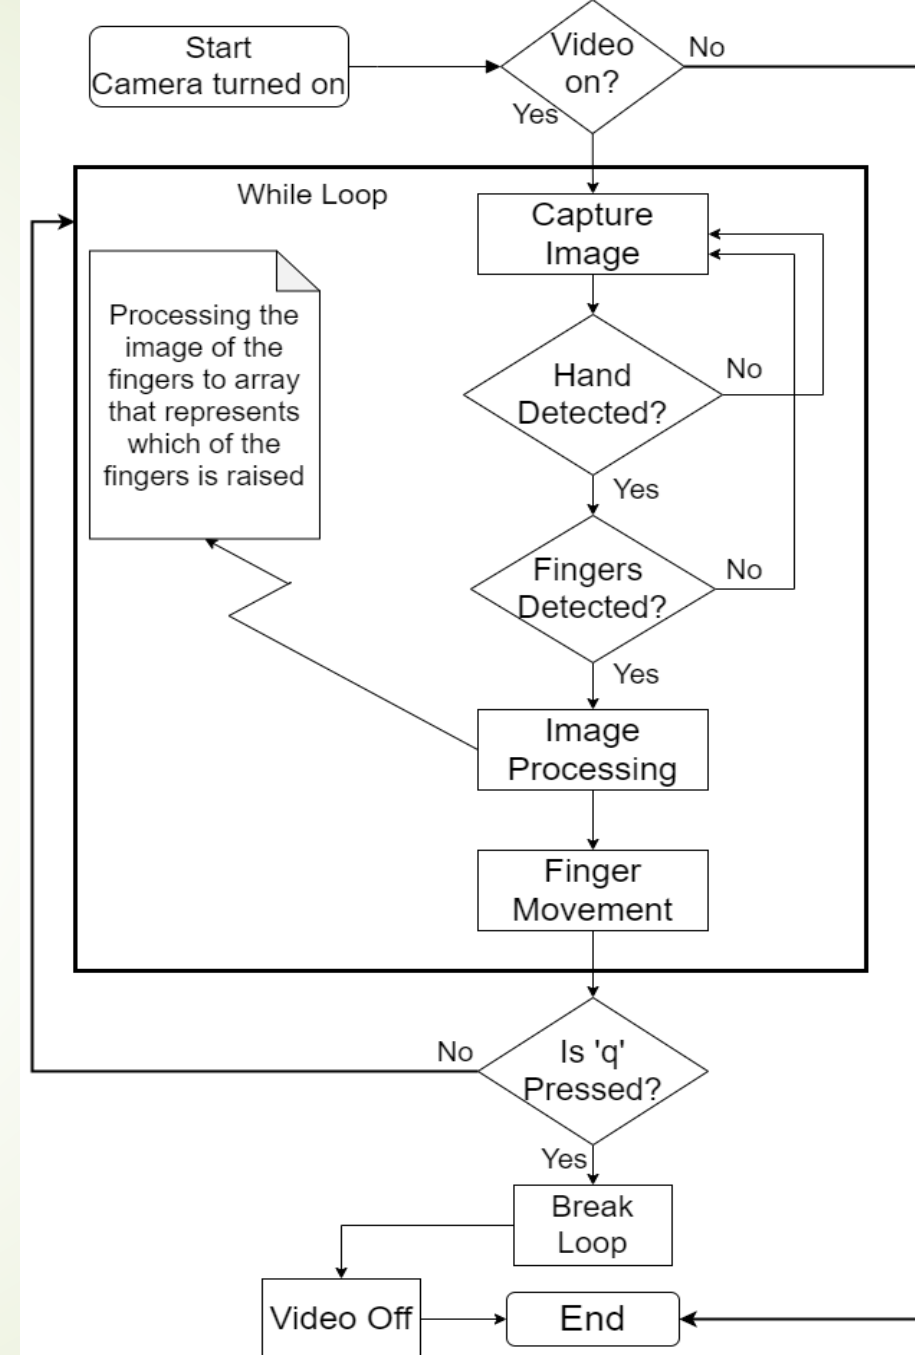 Start
Camera turned on
Video
on?
No
Yes
While Loop
Capture
Image
Processing the
image of the
fingers to array
that represents
which of the
fingers is raised
Hand
Detected?
No
Yes
Fingers
Detected?
No
Yes
Image
Processing
Finger
Movement
Is 'q'
Pressed?
No
Yes
Break
Loop
Video Off
End